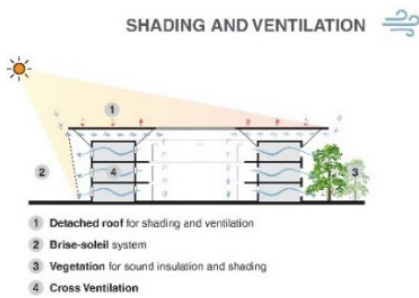 SHADING AND VENTILATION
1
2
4
3
1 Detached roof for shading and ventilation
2 Brise-soleil system
3 Vegetation for sound insulation and shading
4 Cross Ventilation